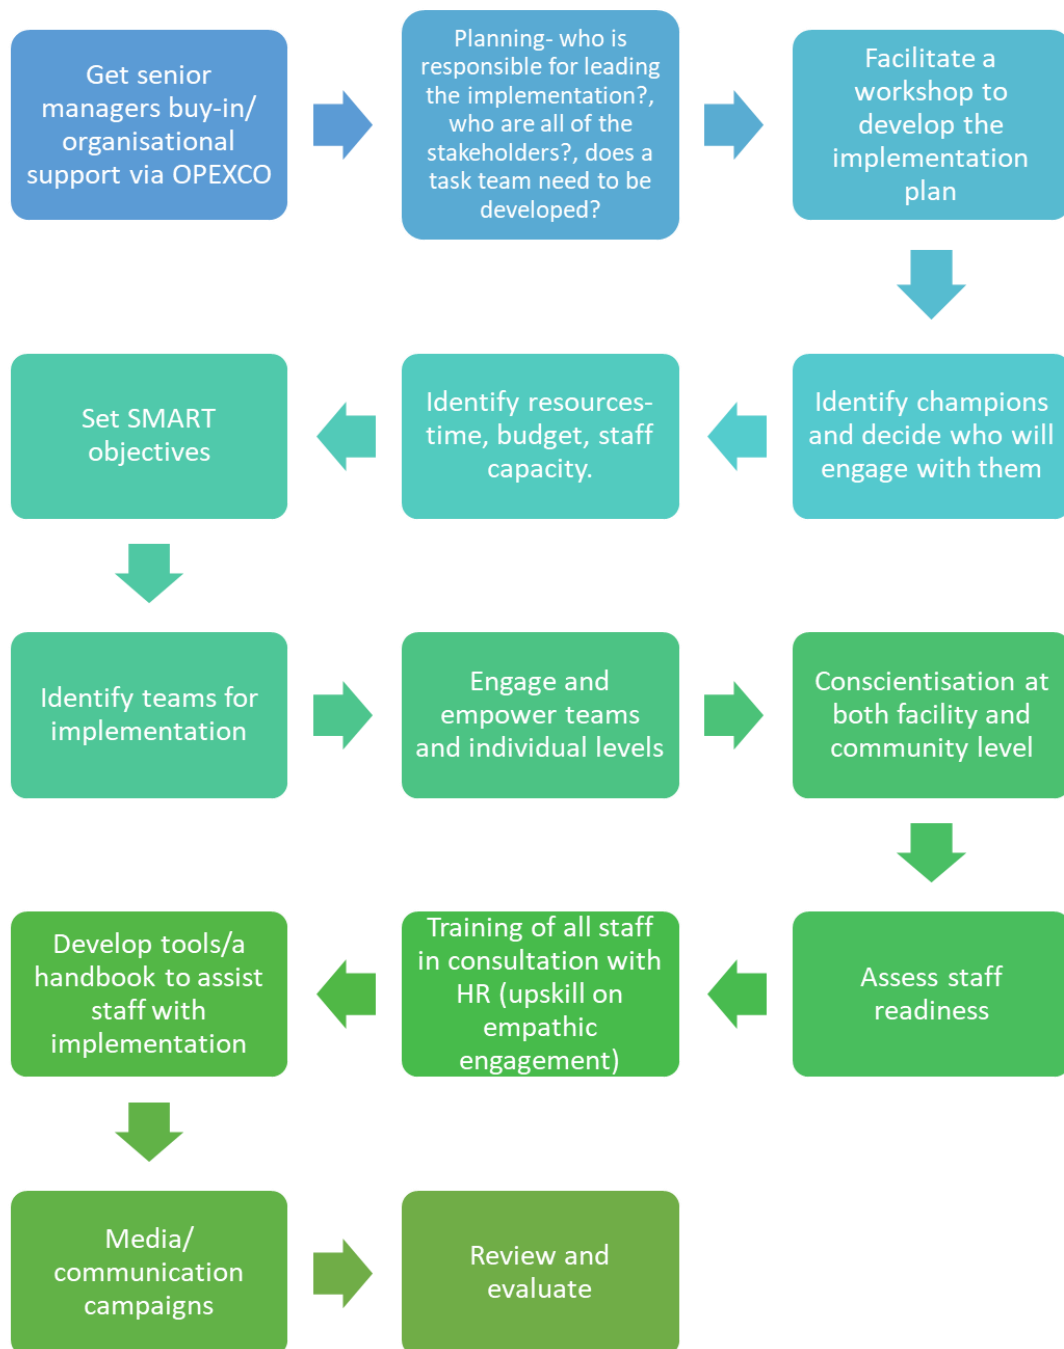 Get senior
managers buy-in/
organisational
support via OPEXCO
Planning- who is
responsible for leading
the implementation?,
who are all of the
stakeholders?, does a
task team need to be
developed?
Facilitate a
workshop to
develop the
implementation
plan
Identify champions
and decide who will
engage with them
Identify resources-
time, budget, staff
capacity.
Set SMART
objectives
Identify teams for
implementation
Engage and
empower teams
and individual levels
Conscientisation at
both facility and
community level
Assess staff
readiness
Training of all staff
in consultation with
HR (upskill on
empathic
engagement)
Develop tools/a
handbook to assist
staff with
implementation
Media/
communication
campaigns
Review and
evaluate